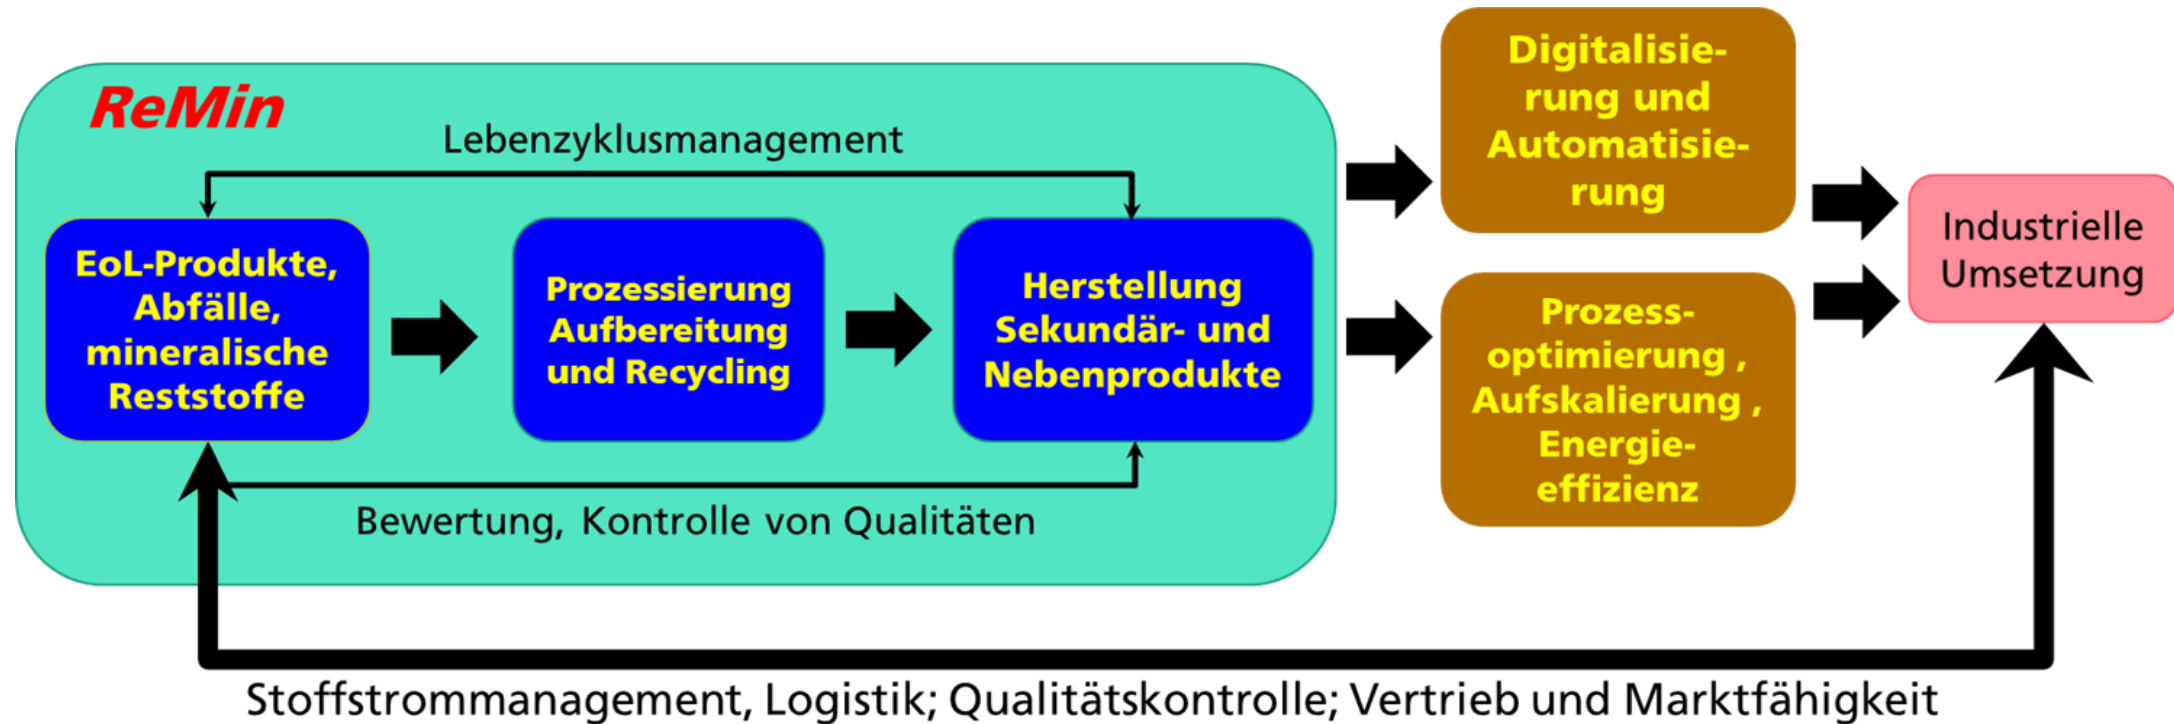 ReMin
Lebenzyklusmanagement
EoL-Produkte,
Abfälle,
mineralische
Reststoffe
Prozessierung
Aufbereitung
und Recycling
Herstellung
Sekundär- und
Nebenprodukte
Bewertung, Kontrolle von Qualitäten
Digitalisie-
rung und
Automatisie-
rung
Prozess-
optimierung ,
Aufskalierung ,
Energie-
effizienz
Industrielle
Umsetzung
Stoffstrommanagement, Logistik; Qualitätskontrolle; Vertrieb und Marktfähigkeit